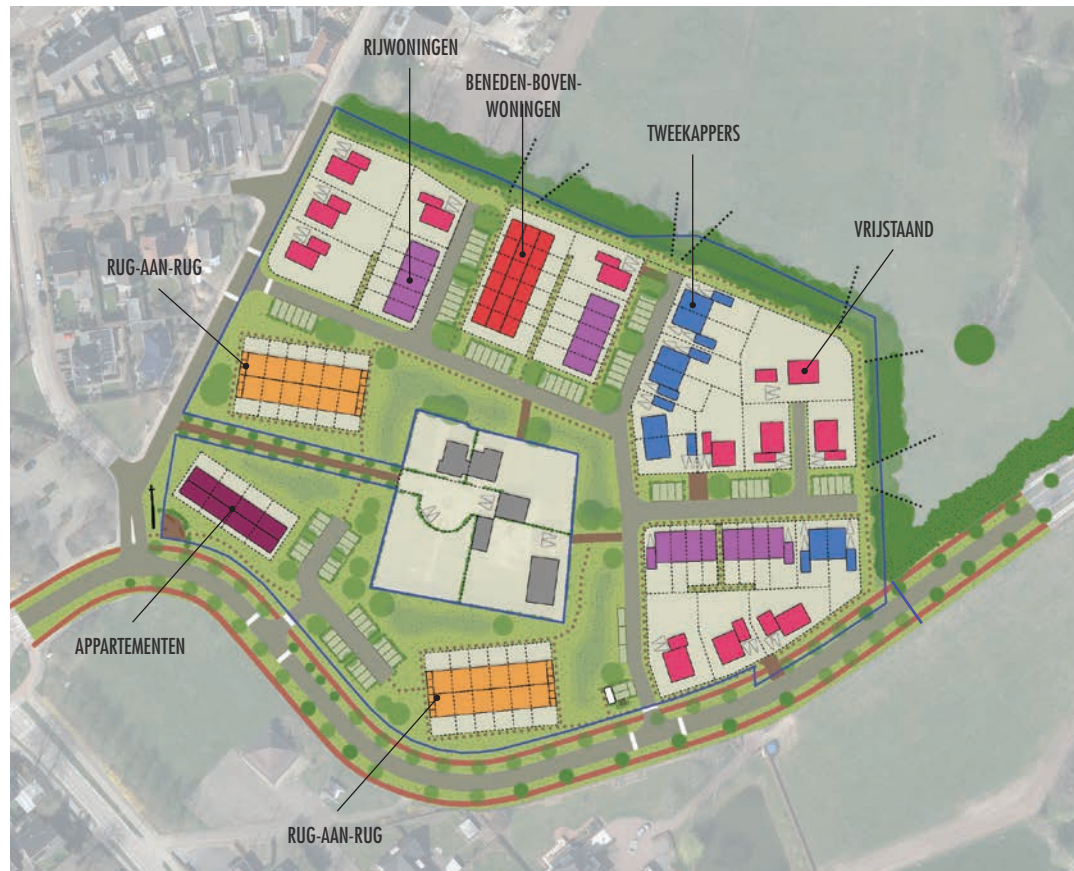 RIJWONINGEN
BENEDEN-BOVEN-
WONINGEN
TWEEKAPPERS
VRIJSTAAND
RUG-AAN-RUG
APPARTEMENTEN
RUG-AAN-RUG